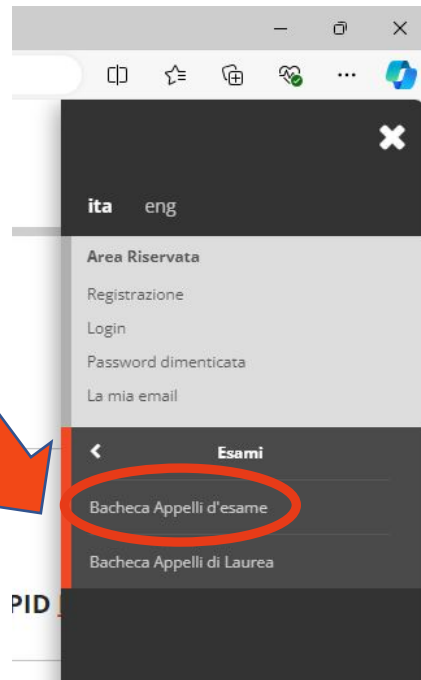 ita eng
Area Riservata
Registrazione
Login
Password dimenticata
La mia email
Esami
Bacheca Appelli d'esame
Bacheca Appelli di Laurea
PID